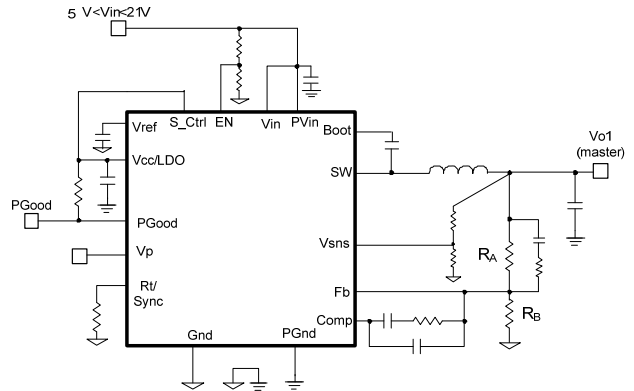 5 V<Vin<21V
S_Ctrl EN Vin PVin
Vref
Boot
Vcc/LDO
SW
Vo1
(master)
PGood
PGood
Vp
Vsns
RA
Rt/
Sync
Fb
Comp
RB
Gnd
PGnd